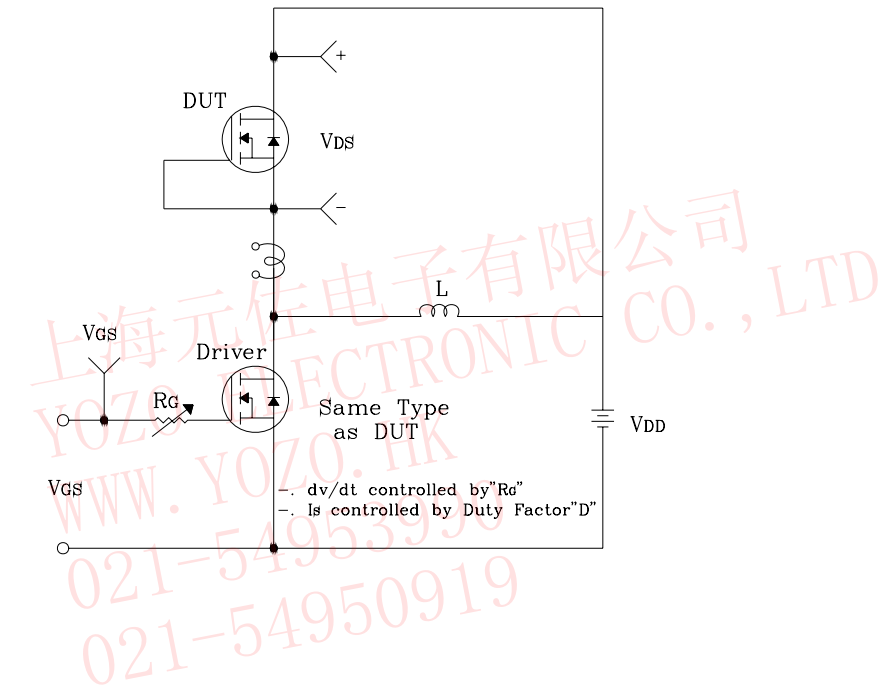 +
DUT
VDS
-
L
VGS
Driver
RG
Same Type
as DUT
VDD
VGS
-. dv/dt controlled by"RG"
-. Is controlled by Duty Factor"D"
上海元佐电子有限公司
YOZO ELECTRONIC CO.,LTD
WWW.YOZO.HK
021-54953990
021-54950919